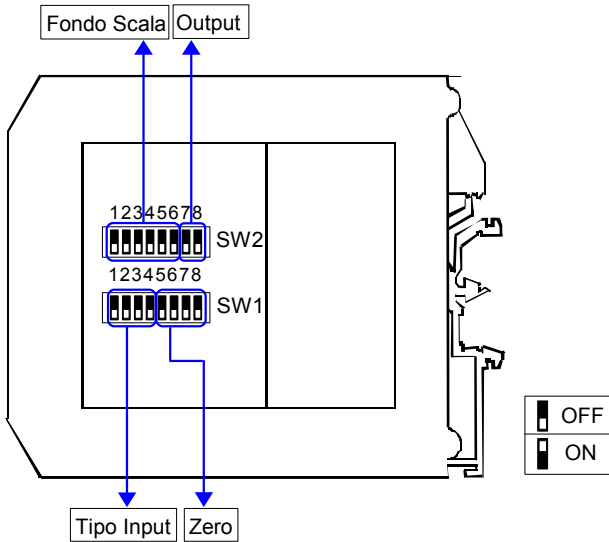 Fondo Scala
Output
12345678
SW2
12345678
SW1
OFF
ON
Tipo Input
Zero